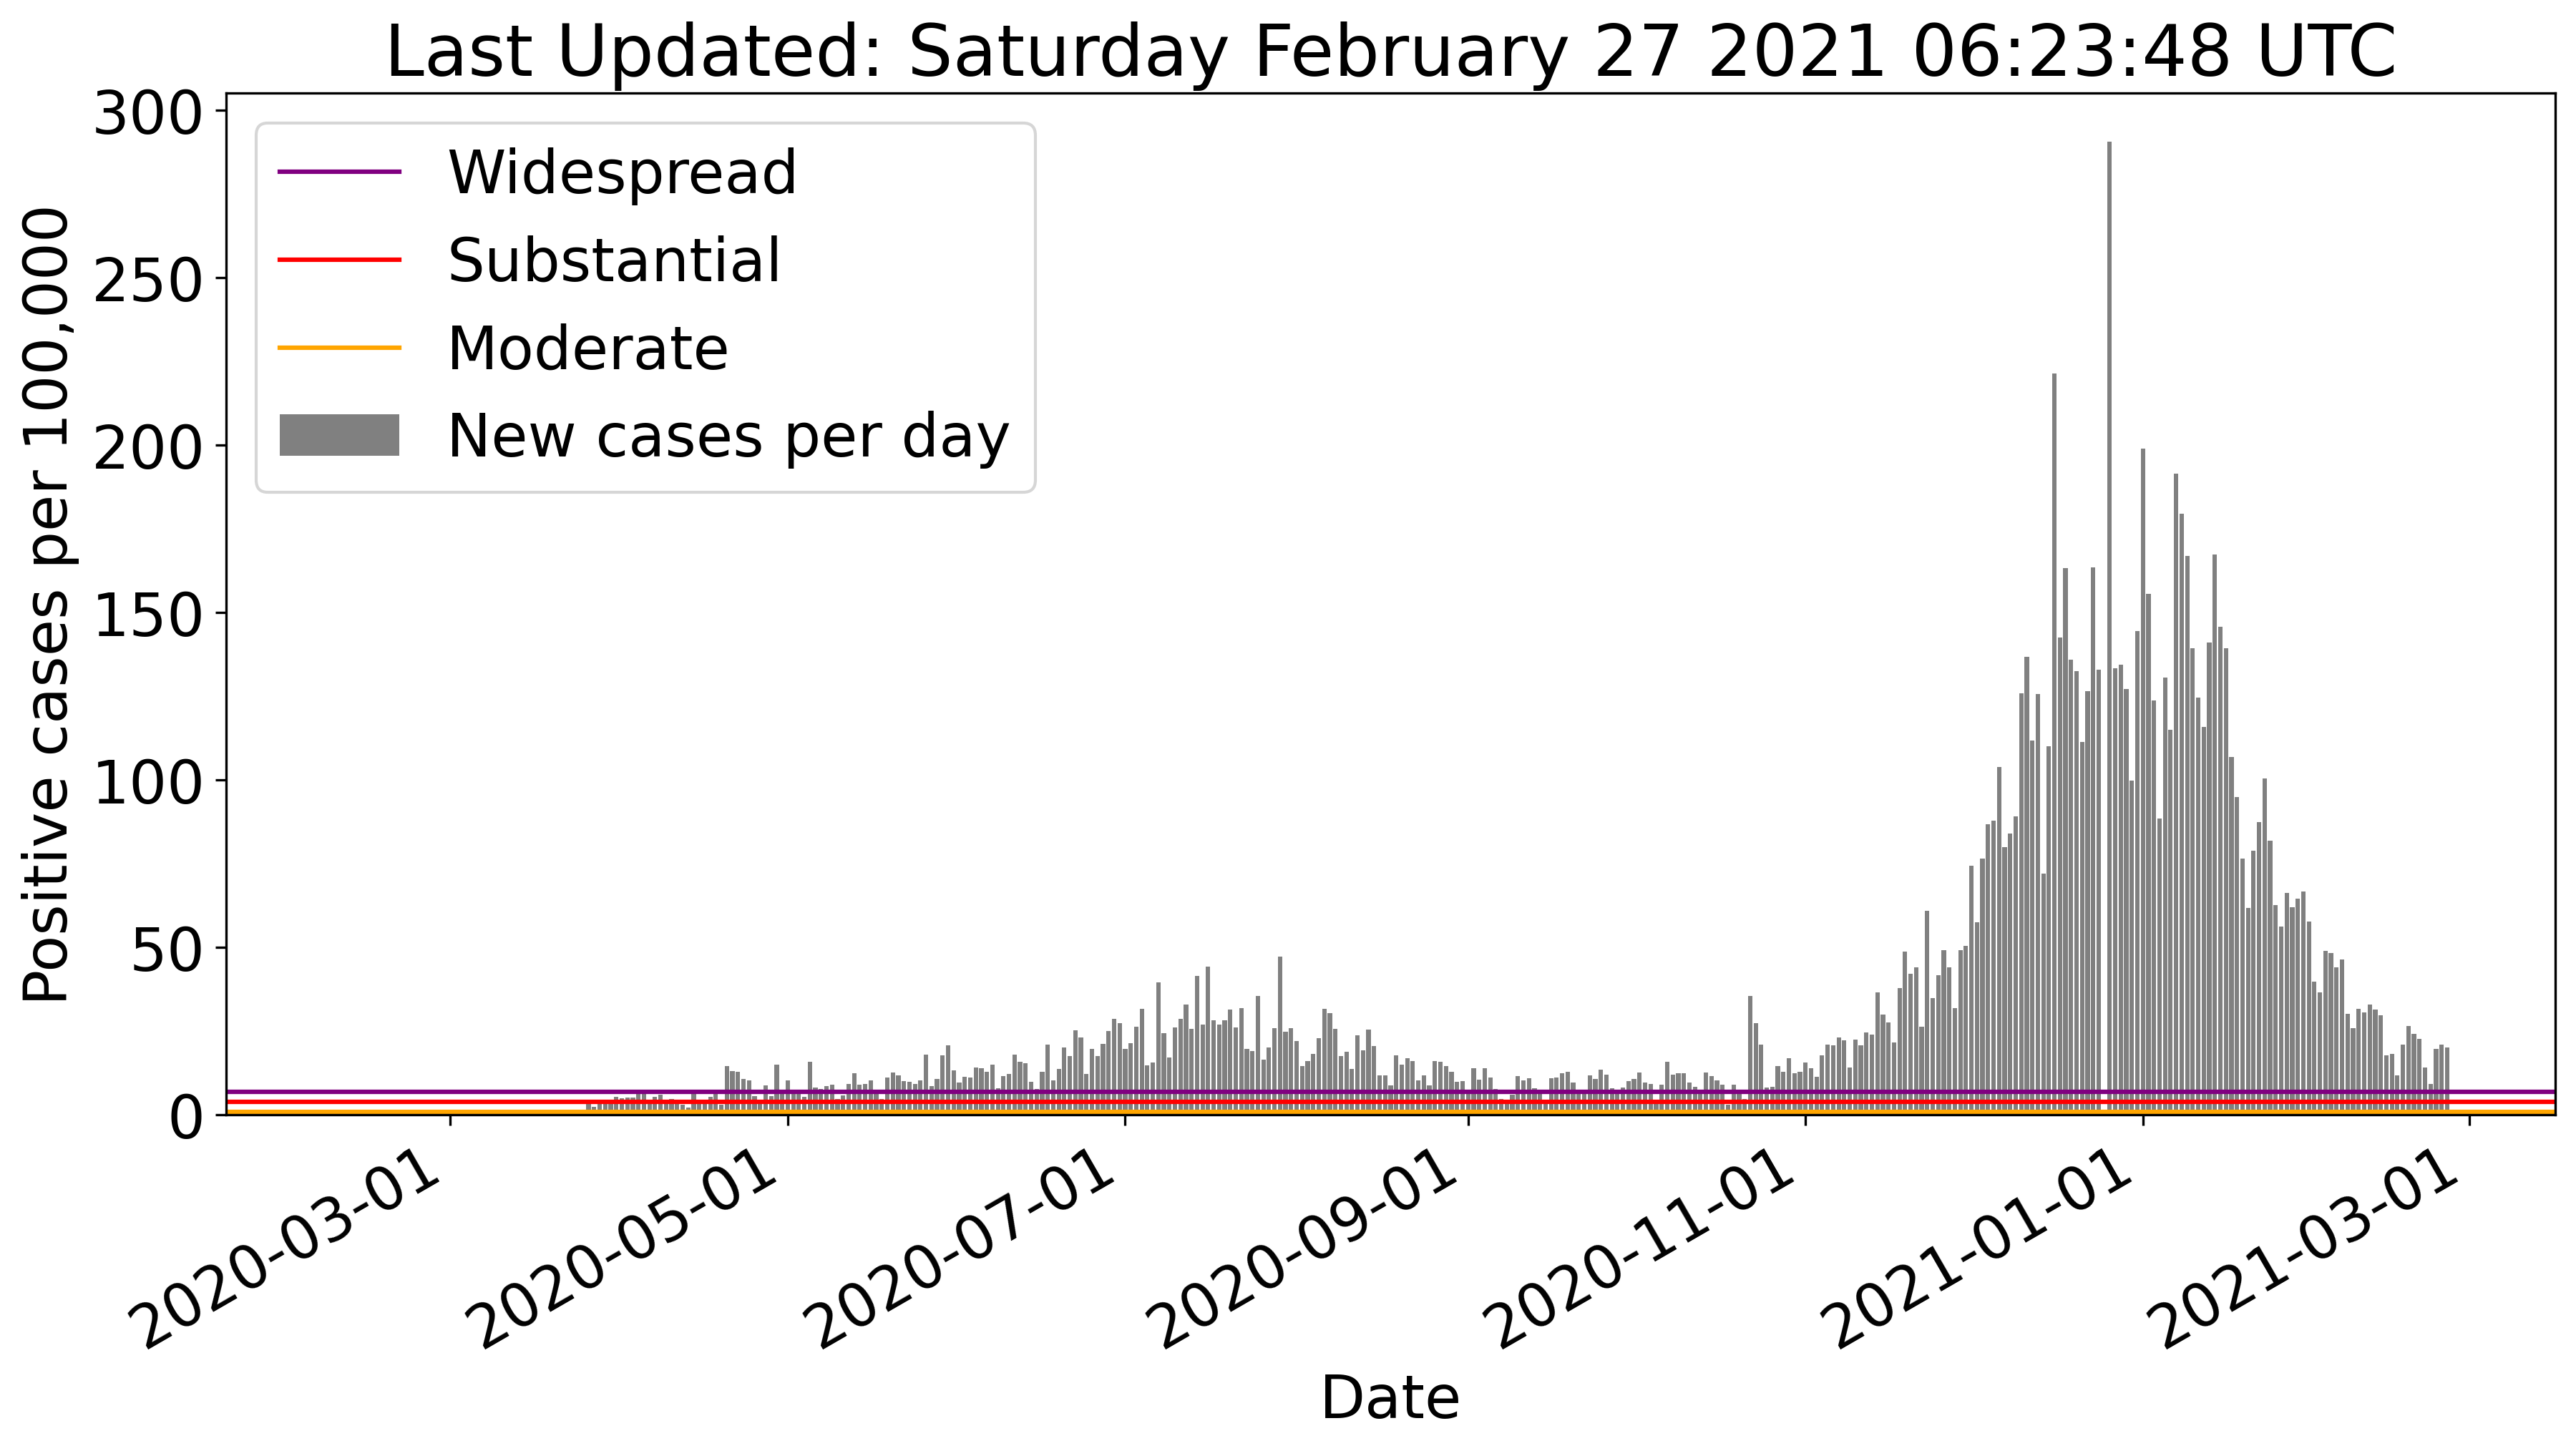 Last Updated: Saturday February 27 2021 06:23:48 UTC
Positive cases per 100,000
300
250
200
150
100
50
0
Widespread
Substantial
Moderate
New cases per day
2020-03-01
2020-05-01
2020-07-01
2020-09-01
2020-11-01
2021-01-01
2021-03-01
Date